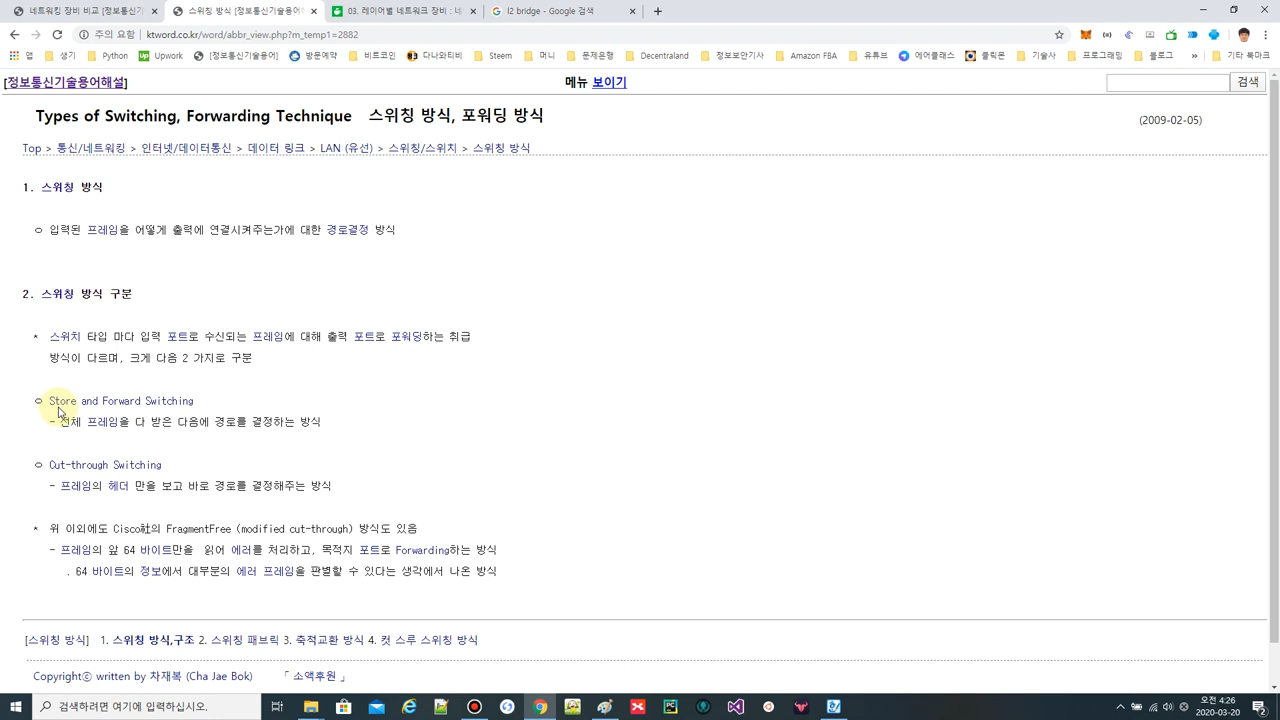 네트워킹 장비 비교 [정보통신기
스위칭 방식 [정보통신기술용어
03. 레이어별 네트워크 장비 : 네
l2 bridge - Google 검색
주의 요함
ktword.co.kr/word/abbr_view.php?m_temp1=2882
앱
생기
Python
Upwork
[정보통신기술용어]
방문예약
비트코인
다나와티비
Steem
머니
문제은행
Decentraland
정보보안기사
Amazon FBA
유튜브
에어클래스
클릭몬
기술사
프로그래밍
블로그
»
기타 북마크
[정보통신기술용어해설]
메뉴 보이기
검색
Types of Switching, Forwarding Technique 스위칭 방식, 포워딩 방식
(2009-02-05)
Top > 통신/네트워킹 > 인터넷/데이터통신 > 데이터 링크 > LAN (유선) > 스위칭/스위치 > 스위칭 방식
1. 스위칭 방식
ㅇ 입력된 프레임을 어떻게 출력에 연결시켜주는가에 대한 경로결정 방식
2. 스위칭 방식 구분
* 스위치 타입 마다 입력 포트로 수신되는 프레임에 대해 출력 포트로 포워딩하는 취급
방식이 다르며, 크게 다음 2 가지로 구분
ㅇ Store and Forward Switching
- 전체 프레임을 다 받은 다음에 경로를 결정하는 방식
ㅇ Cut-through Switching
- 프레임의 헤더 만을 보고 바로 경로를 결정해주는 방식
* 위 이외에도 Cisco社의 FragmentFree (modified cut-through) 방식도 있음
- 프레임의 앞 64 바이트만을 읽어 에러를 처리하고, 목적지 포트로 Forwarding하는 방식
. 64 바이트의 정보에서 대부분의 에러 프레임을 판별할 수 있다는 생각에서 나온 방식
[스위칭 방식] 1. 스위칭 방식,구조 2. 스위칭 패브릭 3. 축적교환 방식 4. 컷 스루 스위칭 방식
Copyrightⓒ written by 차재복 (Cha Jae Bok) 「 소액후원 」
검색하려면 여기에 입력하십시오.
오전 4:26
2020-03-20